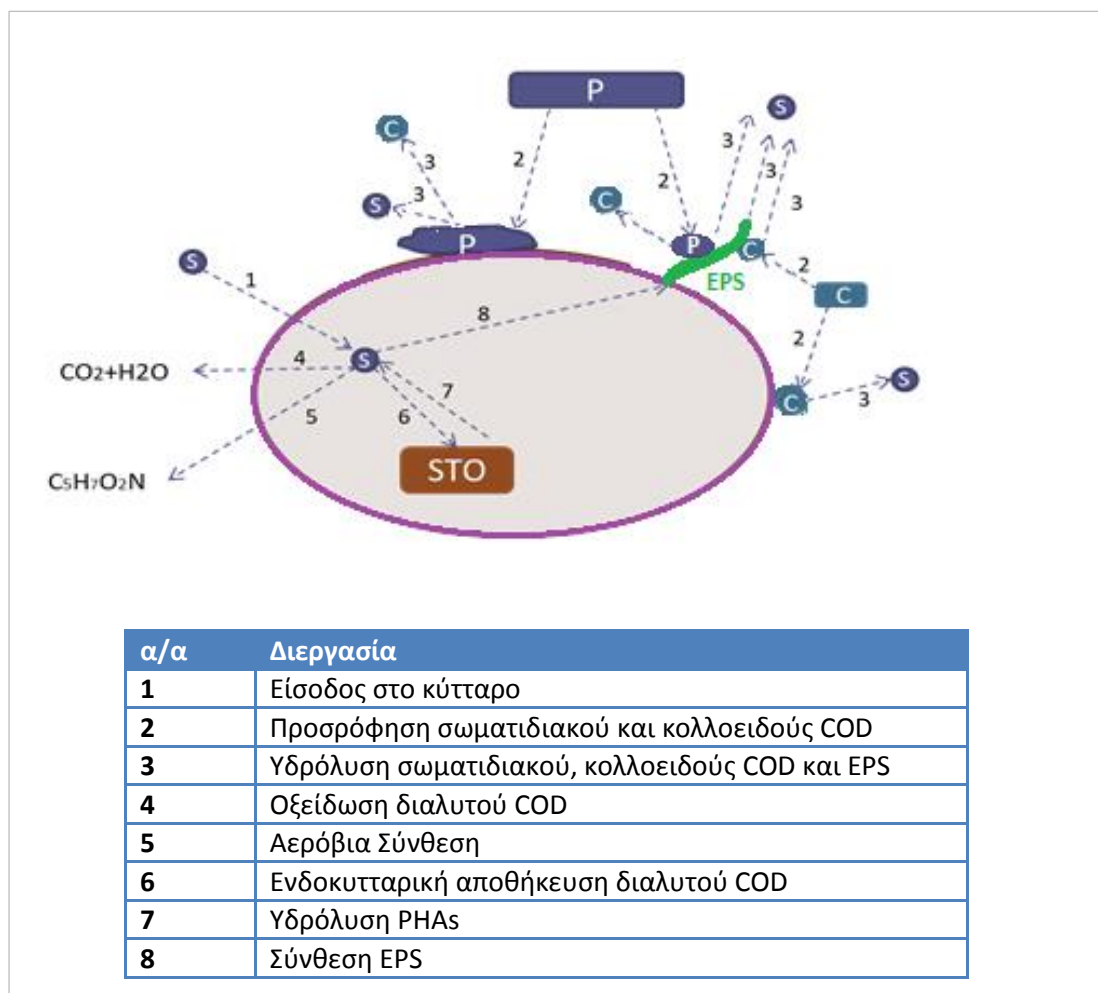 P
S
C
3
3
3
2
2
3
3
S
C
P
P
C
2
EPS
C
S
1
8
2
S
4
7
CO2+H2O
S
3
C
5
6
STO
C5H7O2N
α/α Διεργασία
1 Είσοδος στο κύτταρο
2 Προσρόφηση σωματιδιακού και κολλοειδούς COD
3 Υδρόλυση σωματιδιακού, κολλοειδούς COD και EPS
4 Οξείδωση διαλυτού COD
5 Αερόβια Σύνθεση
6 Ενδοκυτταρική αποθήκευση διαλυτού COD
7 Υδρόλυση PHAs
8 Σύνθεση EPS